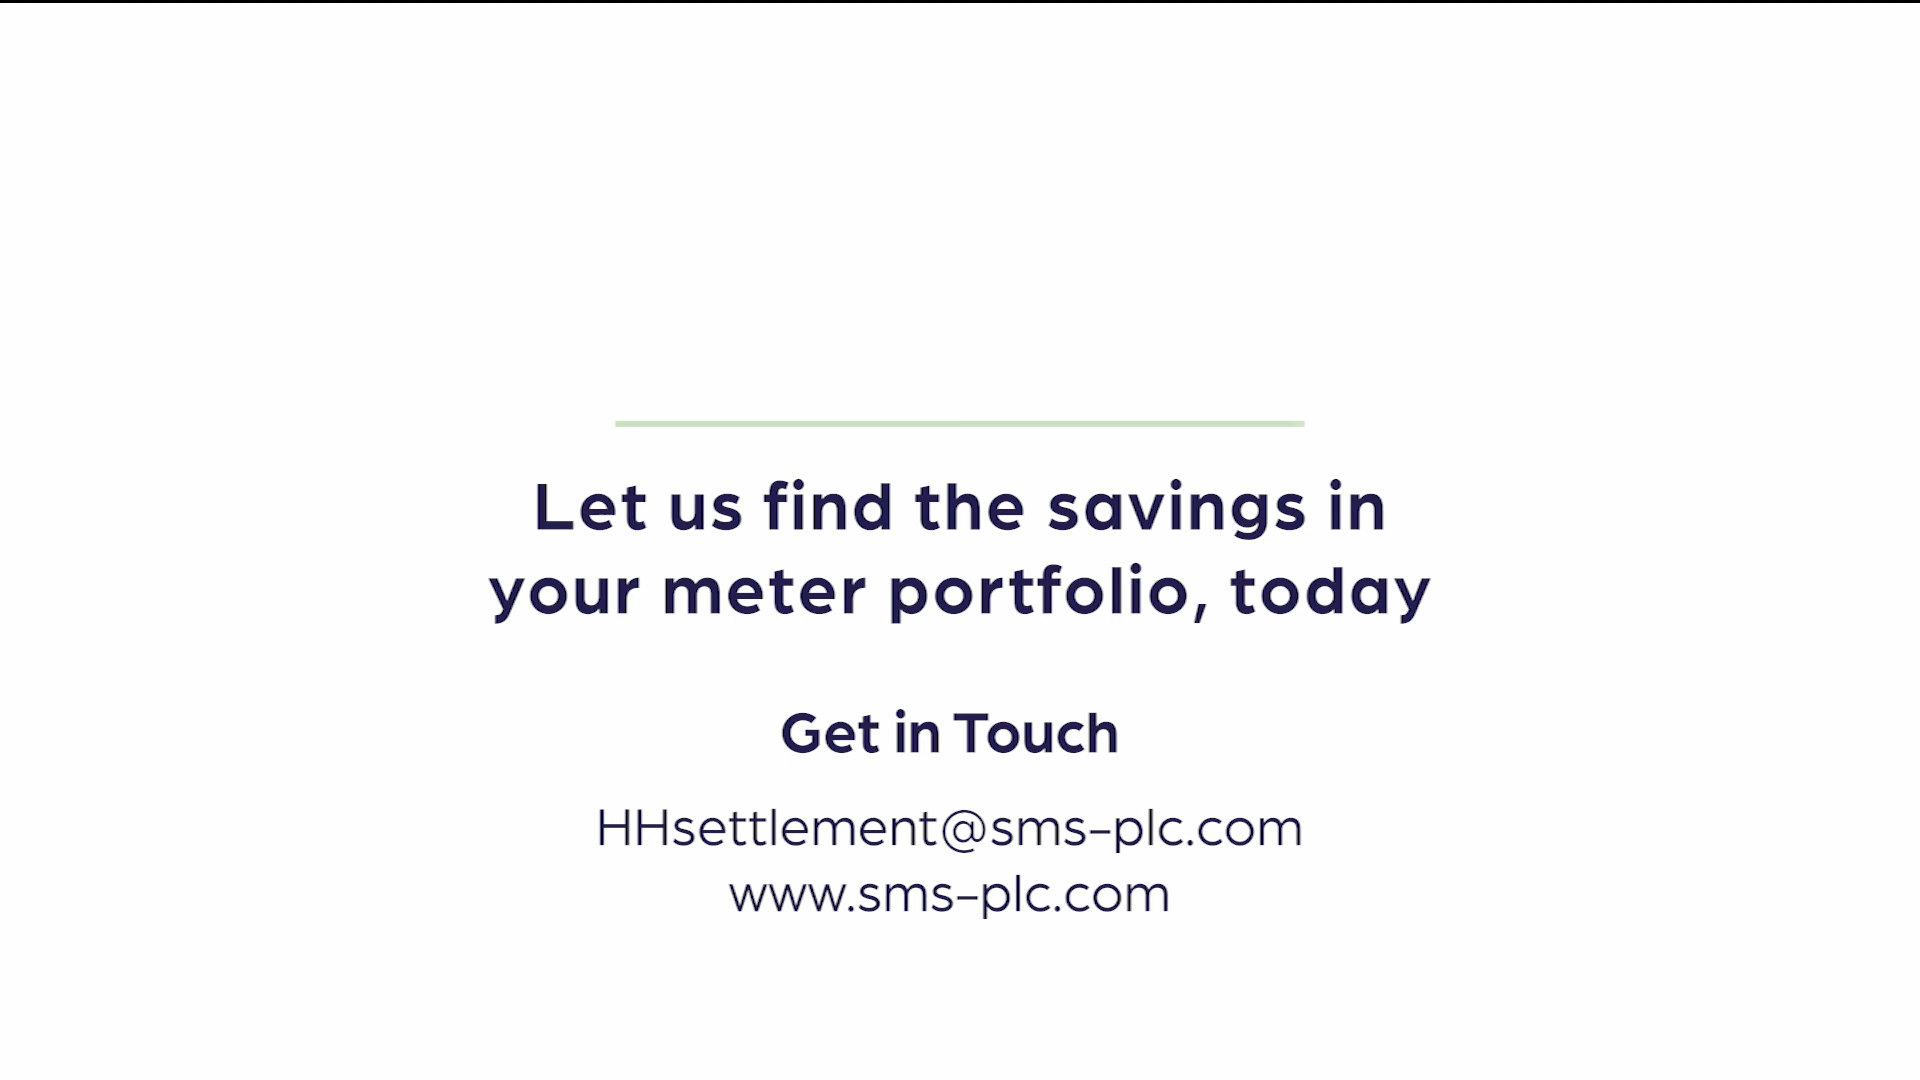 Let us find the savings in
your meter portfolio, today
Get in Touch
HHsettlement@sms-plc.com
www.sms-plc.com